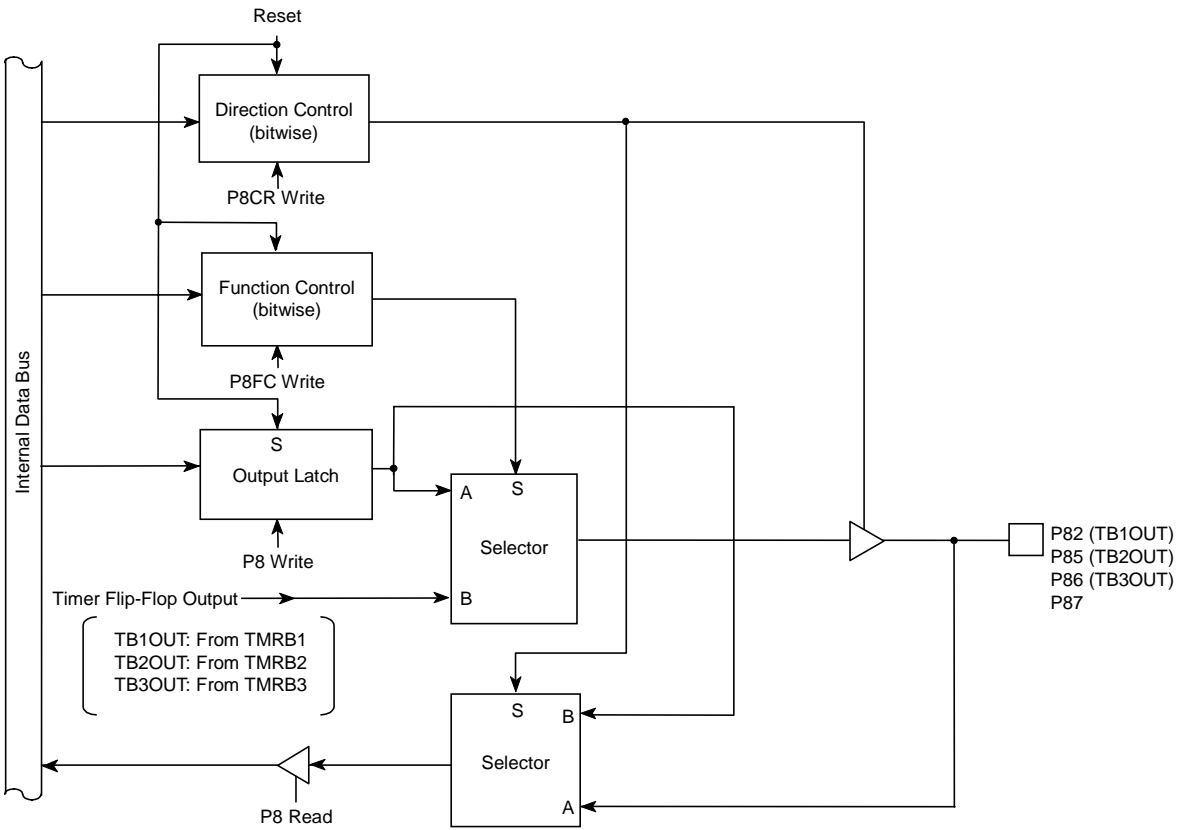 Reset
Direction Control
(bitwise)
P8CR Write
Function Control
(bitwise)
P8FC Write
Internal Data Bus
S
Output Latch
P8 Write
A
S
Selector
B
Timer Flip-Flop Output
TB1OUT: From TMRB1
TB2OUT: From TMRB2
TB3OUT: From TMRB3
P82 (TB1OUT)
P85 (TB2OUT)
P86 (TB3OUT)
P87
S
B
Selector
A
P8 Read